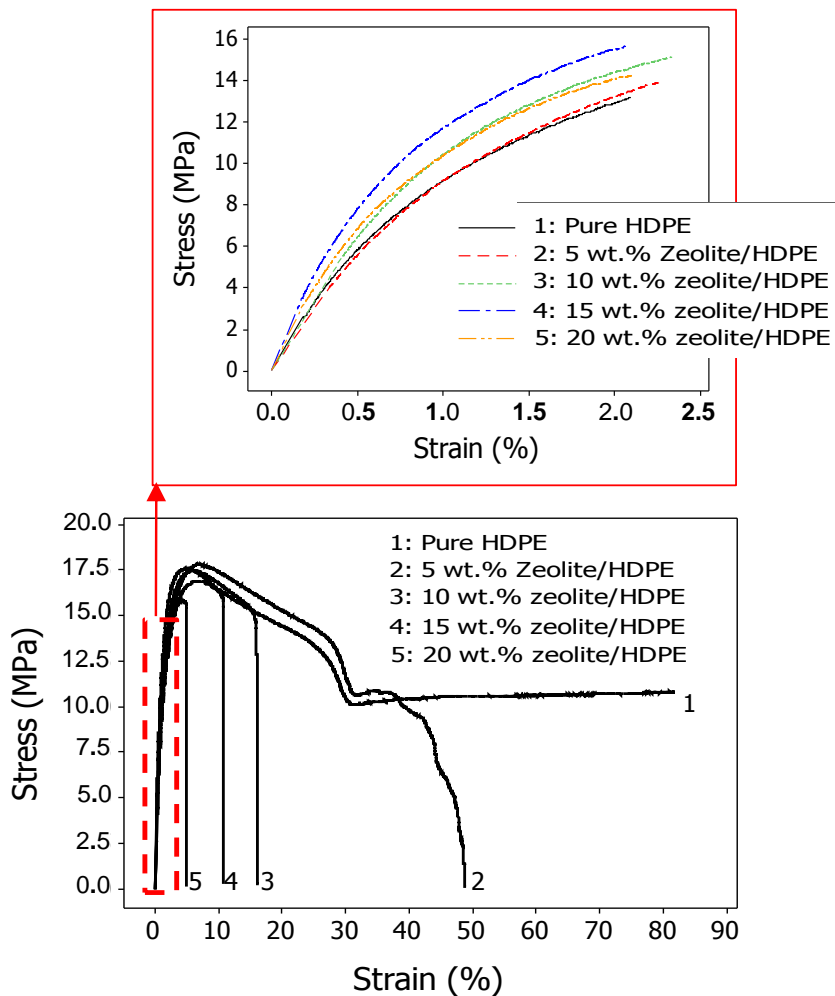 16
14
12
10
8
6
4
2
0
Stress (MPa)
1: Pure HDPE
2: 5 wt.% Zeolite/HDPE
3: 10 wt.% zeolite/HDPE
4: 15 wt.% zeolite/HDPE
5: 20 wt.% zeolite/HDPE
0.0 0.5 1.0 1.5 2.0 2.5
Strain (%)
20.0
17.5
15.0
12.5
10.0
7.5
5.0
2.5
0.0
Stress (MPa)
1: Pure HDPE
2: 5 wt.% Zeolite/HDPE
3: 10 wt.% zeolite/HDPE
4: 15 wt.% zeolite/HDPE
5: 20 wt.% zeolite/HDPE
1
5 4 3 2
0 10 20 30 40 50 60 70 80 90
Strain (%)